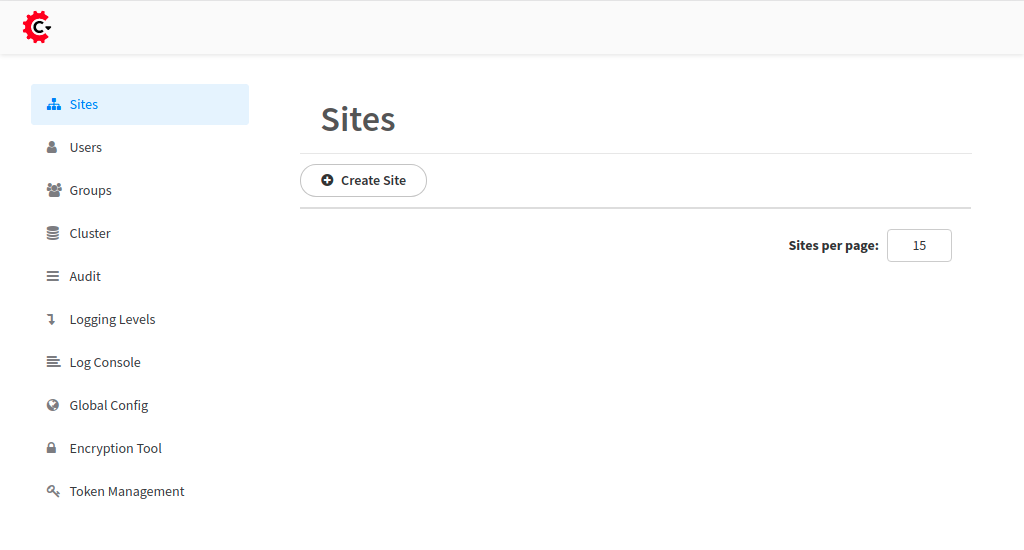 C
Sites
Users
Groups
Cluster
Audit
Logging Levels
Log Console
Global Config
Encryption Tool
Token Management
Sites
Create Site
Sites per page: 15